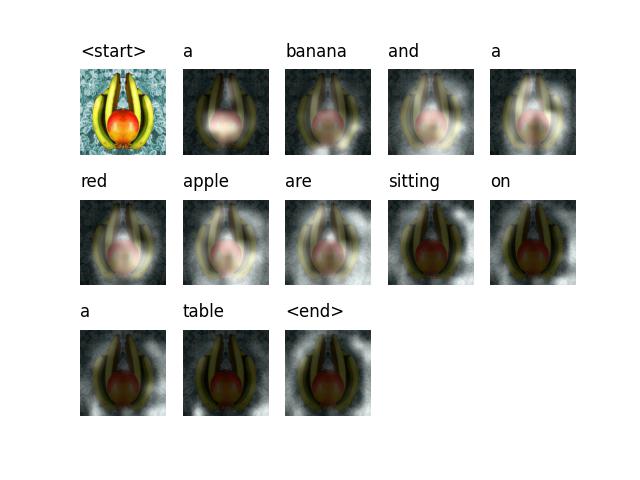 <start> a banana and a
red apple are sitting on
a table <end>